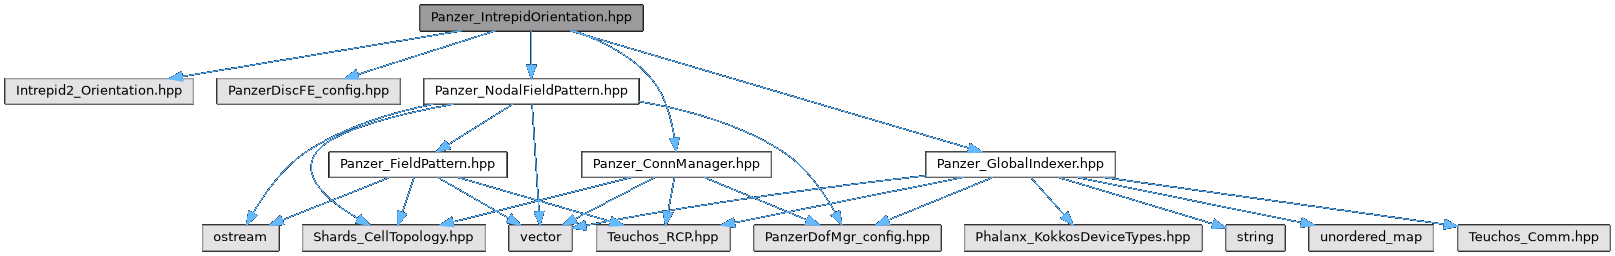 Panzer_IntrepidOrientation.hpp
Intrepid2_Orientation.hpp
PanzerDiscFE_config.hpp
Panzer_NodalFieldPattern.hpp
Panzer_FieldPattern.hpp
Panzer_ConnManager.hpp
Panzer_GlobalIndexer.hpp
ostream
Shards_CellTopology.hpp
vector
Teuchos_RCP.hpp
PanzerDofMgr_config.hpp
Phalanx_KokkosDeviceTypes.hpp
string
unordered_map
Teuchos_Comm.hpp